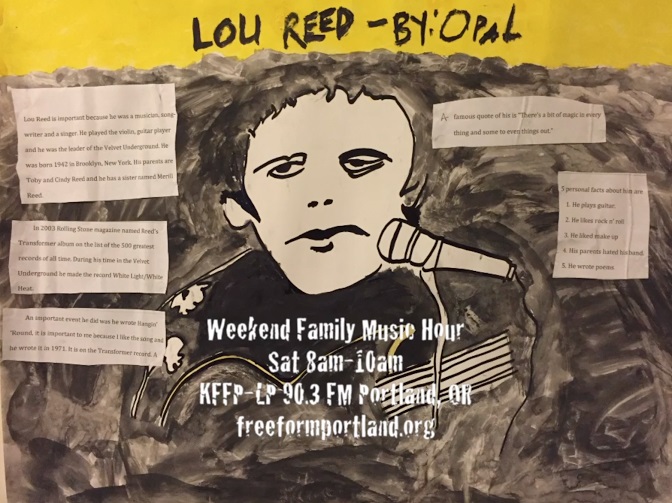 LOU REED - BY: OPAL
Lou Reed is important because he was a musician, song
writer and a singer. He played the violin, guitar player
and he was the leader of the Velvet Underground. He
was born 1942 in Brooklyn, New York. His parents are
Toby and Cindy Reed and he has a sister named Merill
Reed.
In 2003 Rolling Stone magazine named Reed's
Transformer album on the list of the 500 greatest
records of all time. During his time in the Velvet
Underground he made the record White Light/White
Heat.
An important event he did was he wrote Hangin'
'Round, it is important to me because I like the song and
he wrote it in 1971. It is on the Transformer record. A
A famous quote of his is "There's a bit of magic in every
thing and some to even things out."
5 personal facts about him are
1. He plays guitar.
2. He likes rock n' roll
3. He liked make up
4. His parents hated husband
5. He wrote poems
Weekend Family Music Hour
Sat 8am-10am
KFFP-LP 90.3 FM Portland, OR
freeformportland.org